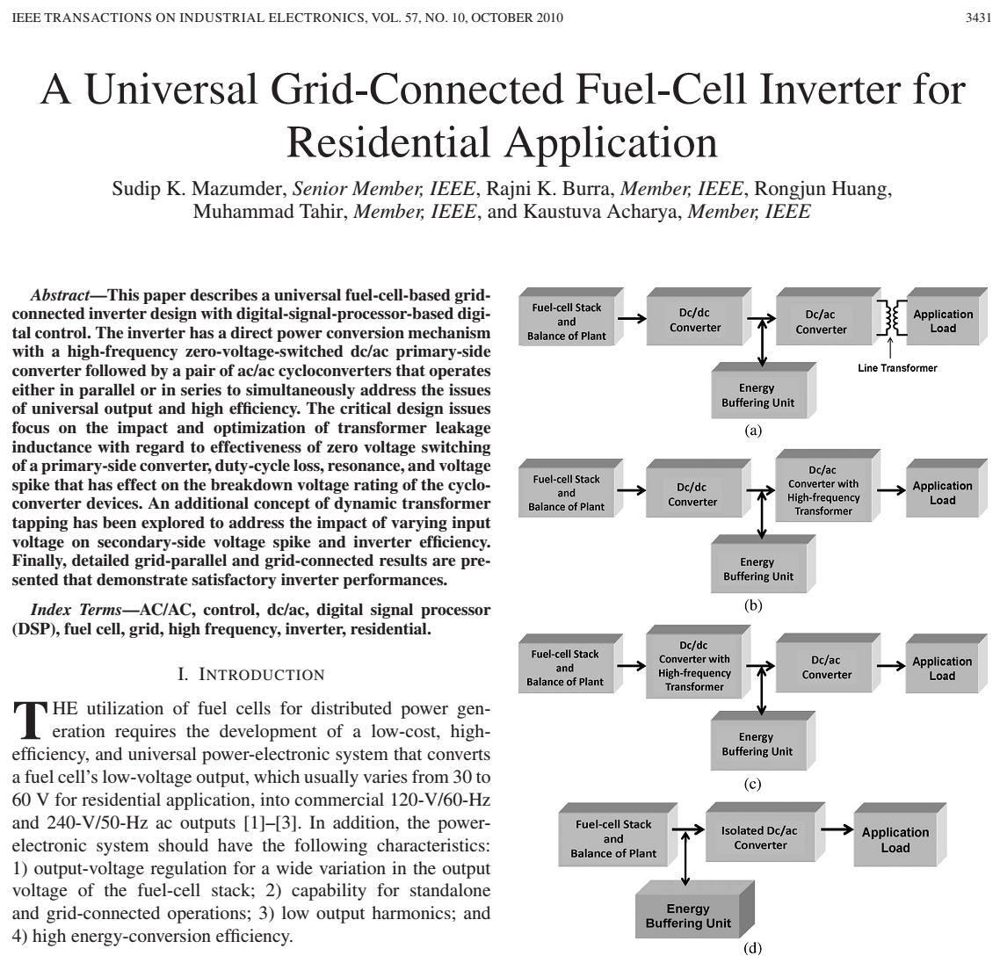 IEEE TRANSACTIONS ON INDUSTRIAL ELECTRONICS, VOL. 57, NO. 10, OCTOBER 2010 3431
A Universal Grid-Connected Fuel-Cell Inverter for
Residential Application
Sudip K. Mazumder, Senior Member, IEEE, Rajni K. Burra, Member, IEEE, Rongjun Huang,
Muhammad Tahir, Member, IEEE, and Kaustuva Acharya, Member, IEEE
Abstract—This paper describes a universal fuel-cell-based grid-
connected inverter design with digital-signal-processor-based digi-
tal control. The inverter has a direct power conversion mechanism
with a high-frequency zero-voltage-switched dc/ac primary-side
converter followed by a pair of ac/ac cycloconverters that operates
either in parallel or in series to simultaneously address the issues
of universal output and high efficiency. The critical design issues
focus on the impact and optimization of transformer leakage
inductance with regard to effectiveness of zero voltage switching
of a primary-side converter, duty-cycle loss, resonance, and voltage
spike that has effect on the breakdown voltage rating of the cyclo-
converter devices. An additional concept of dynamic transformer
tapping has been explored to address the impact of varying input
voltage on secondary-side voltage spike and inverter efficiency.
Finally, detailed grid-parallel and grid-connected results are pre-
sented that demonstrate satisfactory inverter performances.
Index Terms—AC/AC, control, dc/ac, digital signal processor
(DSP), fuel cell, grid, high frequency, inverter, residential.
I. INTRODUCTION
THE utilization of fuel cells for distributed power gen-
eration requires the development of a low-cost, high-
efficiency, and universal power-electronic system that converts
a fuel cell's low-voltage output, which usually varies from 30 to
60 V for residential application, into commercial 120-V/60-Hz
and 240-V/50-Hz ac outputs [1]–[3]. In addition, the power-
electronic system should have the following characteristics:
1) output-voltage regulation for a wide variation in the output
voltage of the fuel-cell stack; 2) capability for standalone
and grid-connected operations; 3) low output harmonics; and
4) high energy-conversion efficiency.
Fuel-cell Stack
and
Balance of Plant
Dc/dc
Converter
Dc/ac
Converter
Application
Load
Line Transformer
Energy
Buffering Unit
(a)
Fuel-cell Stack
and
Balance of Plant
Dc/dc
Converter
Dc/ac
Converter with
High-frequency
Transformer
Application
Load
Energy
Buffering Unit
(b)
Fuel-cell Stack
and
Balance of Plant
Dc/dc
Converter with
High-frequency
Transformer
Dc/ac
Converter
Application
Load
Energy
Buffering Unit
(c)
Fuel-cell Stack
and
Balance of Plant
Isolated Dc/ac
Converter
Application
Load
Energy
Buffering Unit
(d)